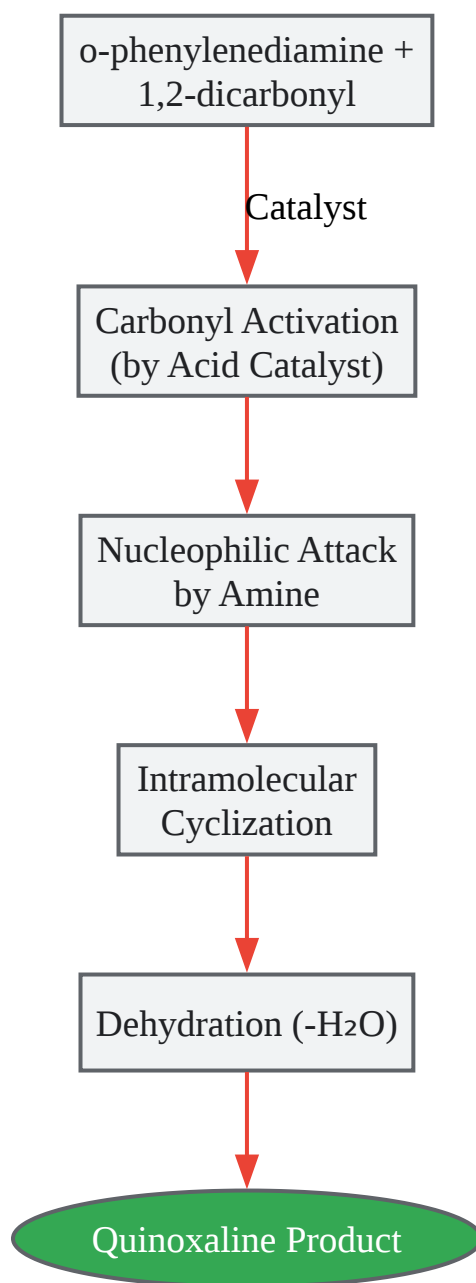 o-phenylenediamine +
1,2-dicarbonyl
Catalyst
Carbonyl Activation
(by Acid Catalyst)
Nucleophilic Attack
by Amine
Intramolecular
Cyclization
Dehydration (-H₂O)
Quinoxaline Product